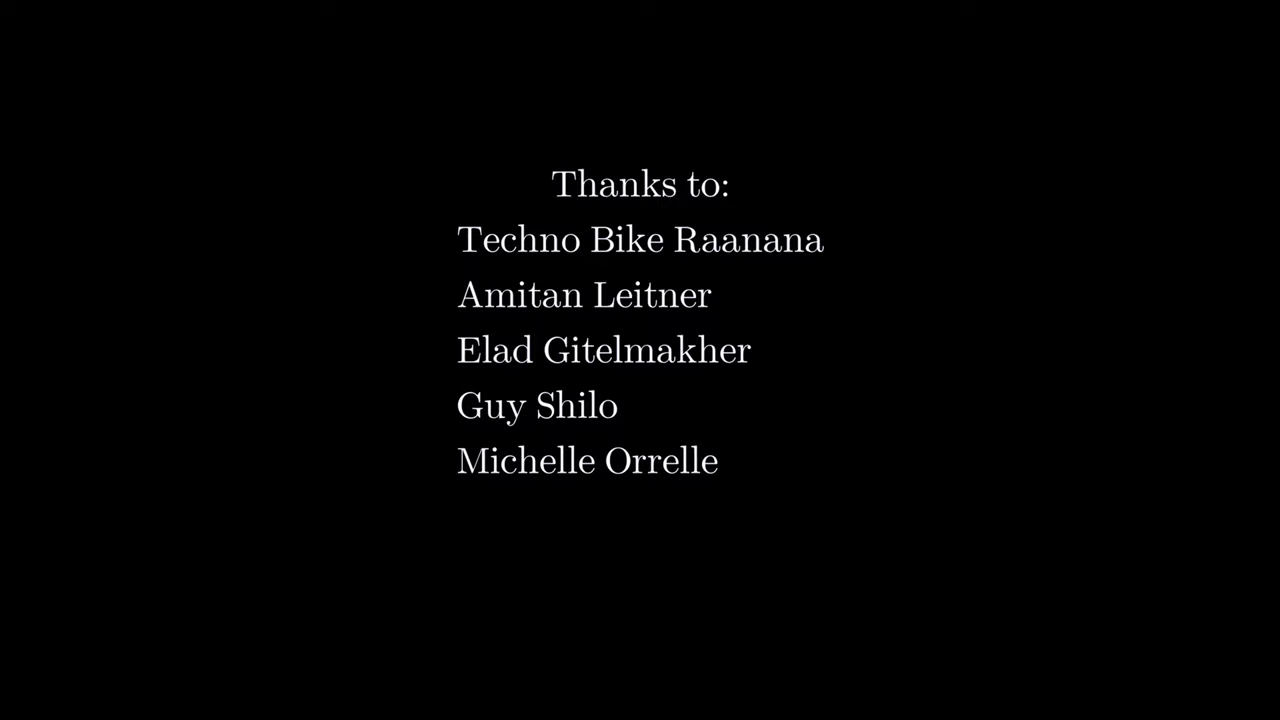 Thanks to:
Techno Bike Raanana
Amitan Leitner
Elad Gitelmakher
Guy Shilo
Michelle Orrelle